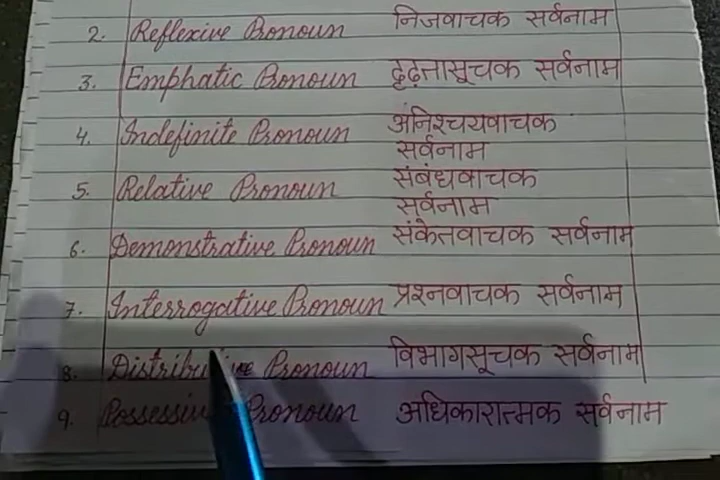 2. Reflexive Pronoun निजवाचक सर्वनाम
3. Emphatic Pronoun दृढ़तासूचक सर्वनाम
4. Indefinite Pronoun अनिश्चयवाचक
सर्वनाम
5. Relative Pronoun संबंधवाचक
सर्वनाम
6. Demonstrative Pronoun संकेतवाचक सर्वनाम
7. Interrogative Pronoun प्रश्नवाचक सर्वनाम
8. Pronoun विभागसूचक सर्वनाम
9. Pronoun अधिकारात्मक सर्वनाम